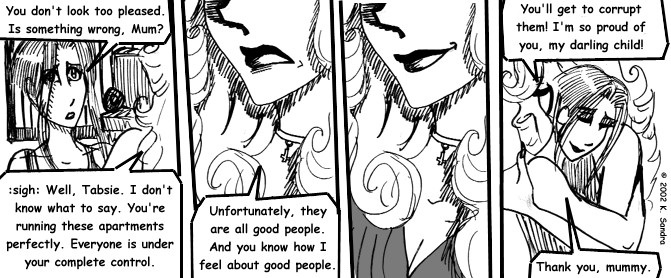 You don't look too pleased.
Is something wrong, Mum?
:sigh: Well, Tabsie. I don't
know what to say. You're
running these apartments
perfectly. Everyone is under
your complete control.
Unfortunately, they
are all good people.
And you know how I
feel about good people.
You'll get to corrupt
them! I'm so proud of
you, my darling child!
Thank you, mummy.
© 2002 K. Sandra